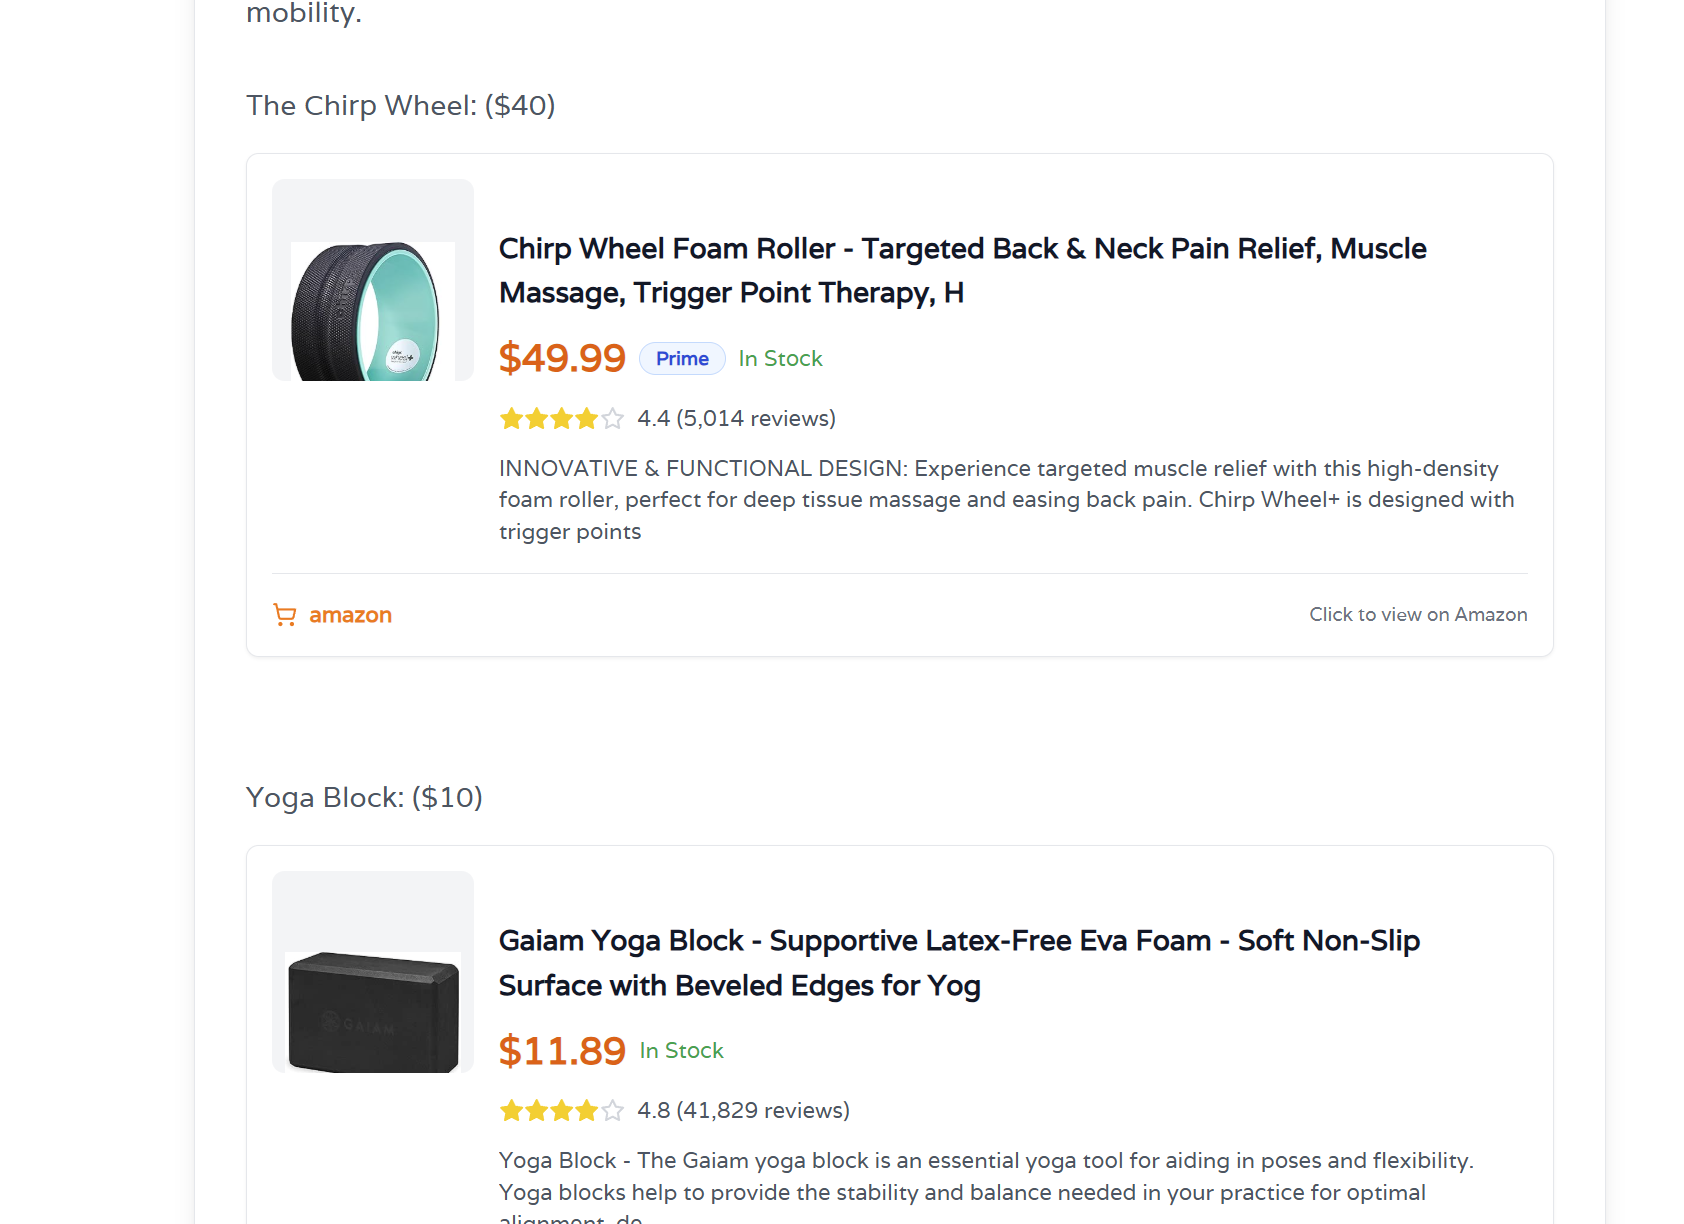 mobility.
The Chirp Wheel: ($40)
Chirp Wheel Foam Roller - Targeted Back & Neck Pain Relief, Muscle
Massage, Trigger Point Therapy, H
$49.99 Prime In Stock
4.4 (5,014 reviews)
INNOVATIVE & FUNCTIONAL DESIGN: Experience targeted muscle relief with this high-density
foam roller, perfect for deep tissue massage and easing back pain. Chirp Wheel+ is designed with
trigger points
amazon
Click to view on Amazon
Yoga Block: ($10)
GAIAM
Gaiam Yoga Block - Supportive Latex-Free Eva Foam - Soft Non-Slip
Surface with Beveled Edges for Yog
$11.89 In Stock
4.8 (41,829 reviews)
Yoga Block - The Gaiam yoga block is an essential yoga tool for aiding in poses and flexibility.
Yoga blocks help to provide the stability and balance needed in your practice for optimal
alignment, de